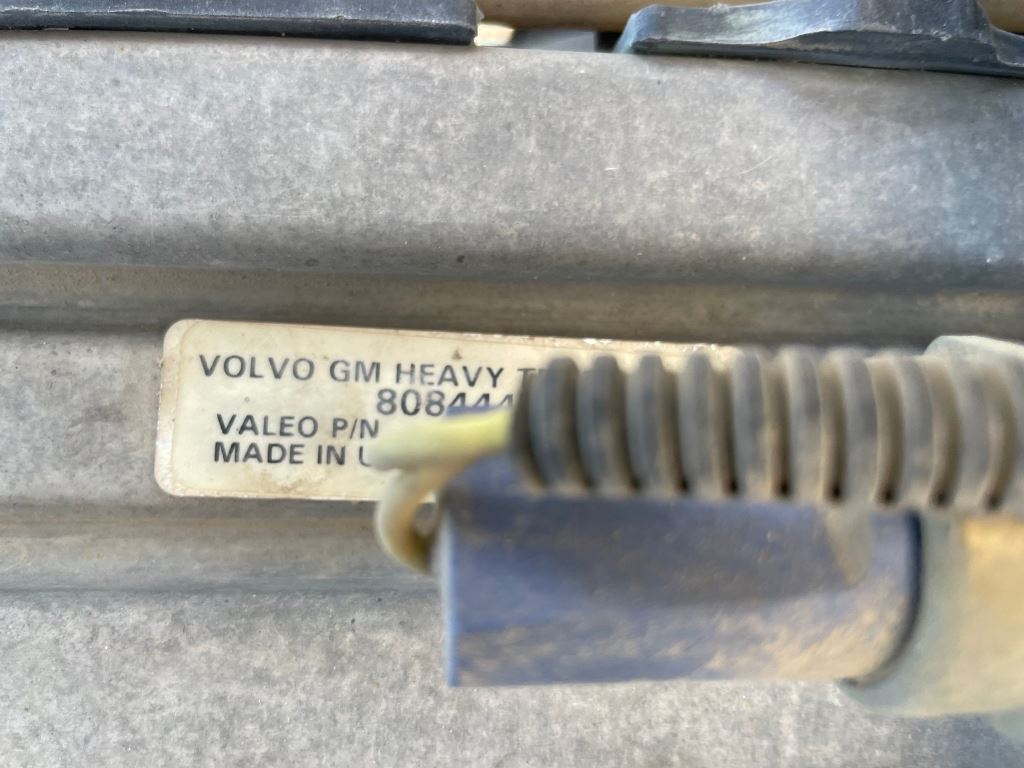 VOLVO GM HEAVY
808444
VALEO P/N
MADE IN